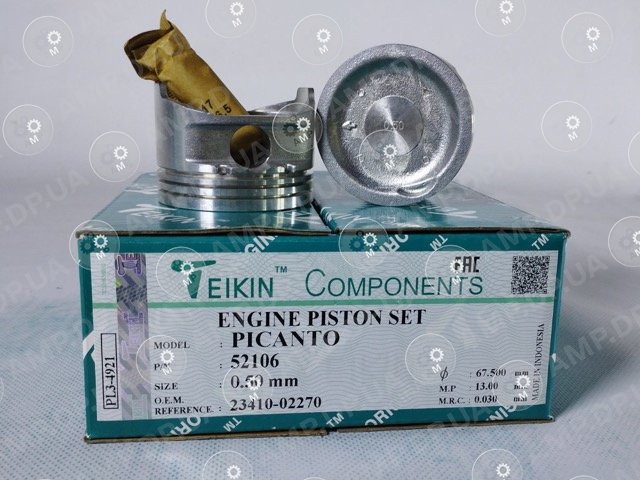 TEIKIN™ COMPONENTS
EAC
ENGINE PISTON SET
MODEL : PICANTO
P/N : 52106
SIZE : 0.50 mm
O.E.M. REFERENCE. : 23410-02270
ϕ : 67.500 mm
M.P : 13.00 mm
M.R.C. : 0.030 mm
MADE IN INDONESIA
PL3-4921